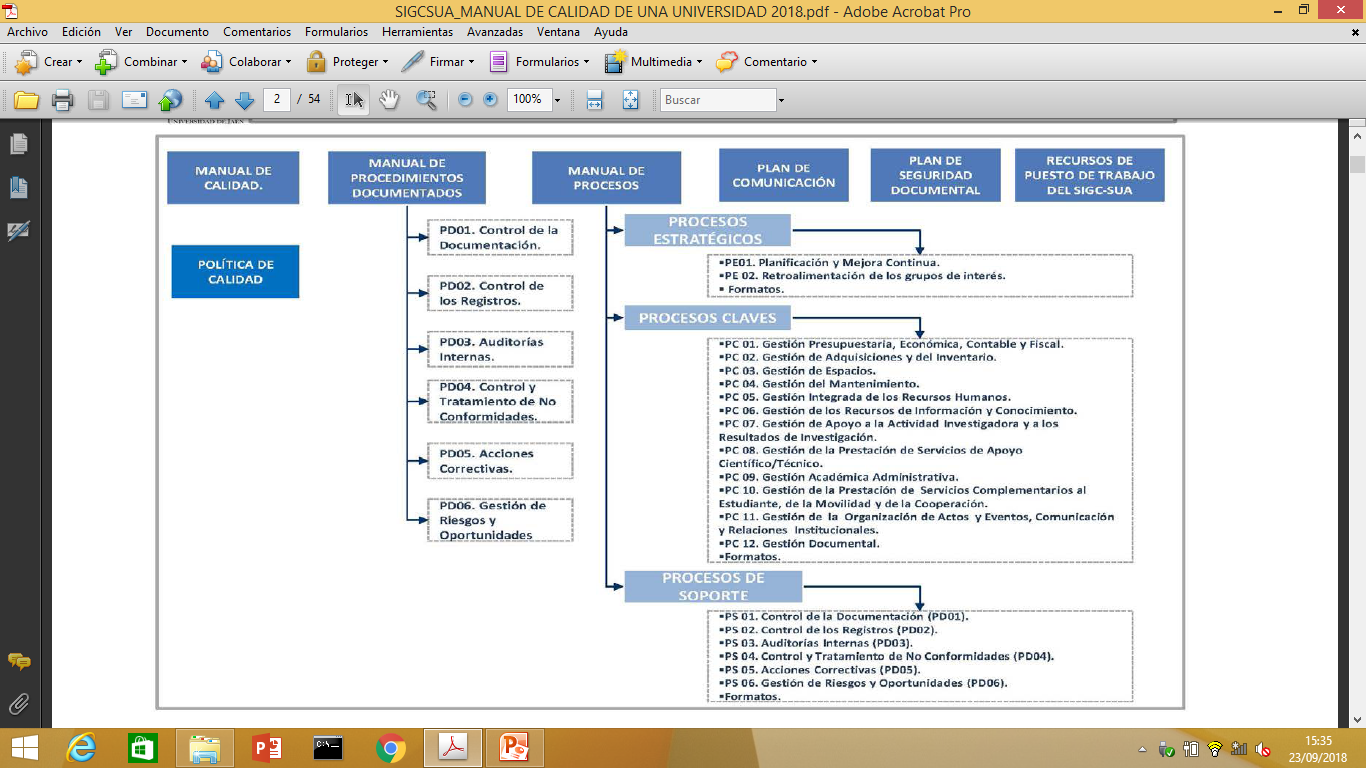 SIGCSUA_MANUAL DE CALIDAD DE UNA UNIVERSIDAD 2018.pdf - Adobe Acrobat Pro
Archivo Edición Ver Documento Comentarios Formularios Herramientas Avanzadas Ventana Ayuda
Crear Combinar Colaborar Proteger Firmar Formularios Multimedia Comentario
2 / 54 100% Buscar
UNIVERSIDAD DE JAÉN
MANUAL DE
CALIDAD.
POLÍTICA DE
CALIDAD
MANUAL DE
PROCEDIMIENTOS
DOCUMENTADOS
PD01. Control de la
Documentación.
PD02. Control de
los Registros.
PD03. Auditorías
Internas.
PD04. Control y
Tratamiento de No
Conformidades.
PD05. Acciones
Correctivas.
PD06. Gestión de
Riesgos y
Oportunidades
MANUAL DE
PROCESOS
PLAN DE
COMUNICACIÓN
PLAN DE
SEGURIDAD
DOCUMENTAL
RECURSOS DE
PUESTO DE TRABAJO
DEL SIGC-SUA
PROCESOS
ESTRATÉGICOS
▪PE01. Planificación y Mejora Continua.
▪PE 02. Retroalimentación de los grupos de interés.
▪ Formatos.
PROCESOS CLAVES
▪PC 01. Gestión Presupuestaria, Económica, Contable y Fiscal.
▪PC 02. Gestión de Adquisiciones y del Inventario.
▪PC 03. Gestión de Espacios.
▪PC 04. Gestión del Mantenimiento.
▪PC 05. Gestión Integrada de los Recursos Humanos.
▪PC 06. Gestión de los Recursos de Información y Conocimiento.
▪PC 07. Gestión de Apoyo a la Actividad Investigadora y a los
Resultados de Investigación.
▪PC 08. Gestión de la Prestación de Servicios de Apoyo
Científico/Técnico.
▪PC 09. Gestión Académica Administrativa.
▪PC 10. Gestión de la Prestación de Servicios Complementarios al
Estudiante, de la Movilidad y de la Cooperación.
▪PC 11. Gestión de la Organización de Actos y Eventos, Comunicación
y Relaciones Institucionales.
▪PC 12. Gestión Documental.
▪Formatos.
PROCESOS DE
SOPORTE
▪PS 01. Control de la Documentación (PD01).
▪PS 02. Control de los Registros (PD02).
▪PS 03. Auditorías Internas (PD03).
▪PS 04. Control y Tratamiento de No Conformidades (PD04).
▪PS 05. Acciones Correctivas (PD05).
▪PS 06. Gestión de Riesgos y Oportunidades (PD06).
▪Formatos.
15:35
23/09/2018